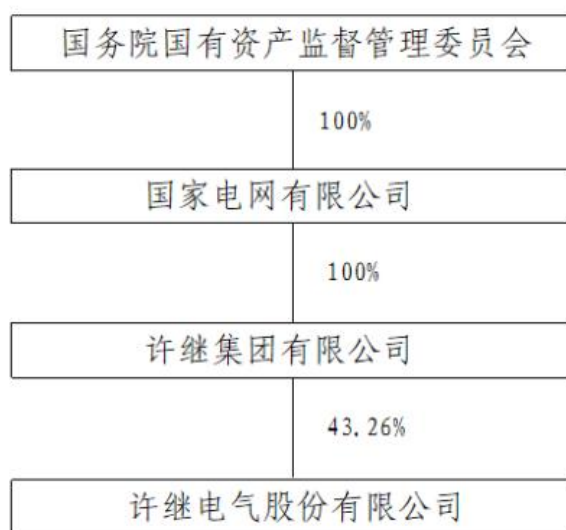 国务院国有资产监督管理委员会
100%
国家电网有限公司
100%
许继集团有限公司
43.26%
许继电气股份有限公司